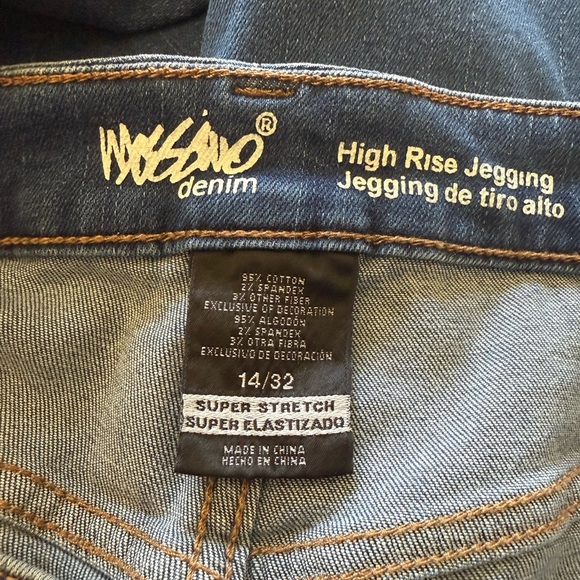 MOSSIMO®
denim
High Rise Jegging
Jegging de tiro alto
95% COTTON
2% SPANDEX
3% OTHER FIBER
EXCLUSIVE OF DECORATION
95% ALGODÓN
2% SPANDEX
3% OTRA FIBRA
EXCLUSIVO DE DECORACIÓN
14/32
SUPER STRETCH
SUPER ELASTIZADO
MADE IN CHINA
HECHO EN CHINA